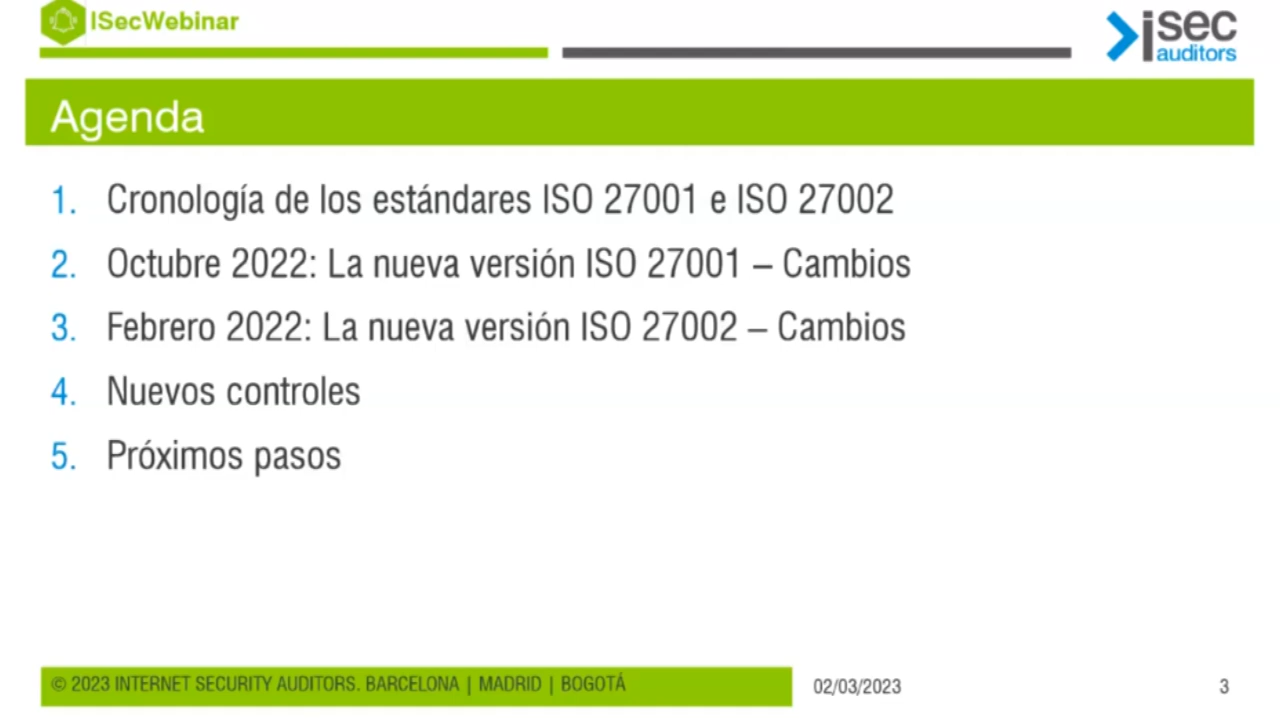 ISecWebinar
isec
auditors
Agenda
1. Cronología de los estándares ISO 27001 e ISO 27002
2. Octubre 2022: La nueva versión ISO 27001 – Cambios
3. Febrero 2022: La nueva versión ISO 27002 – Cambios
4. Nuevos controles
5. Próximos pasos
© 2023 INTERNET SECURITY AUDITORS. BARCELONA | MADRID | BOGOTÁ
02/03/2023
3